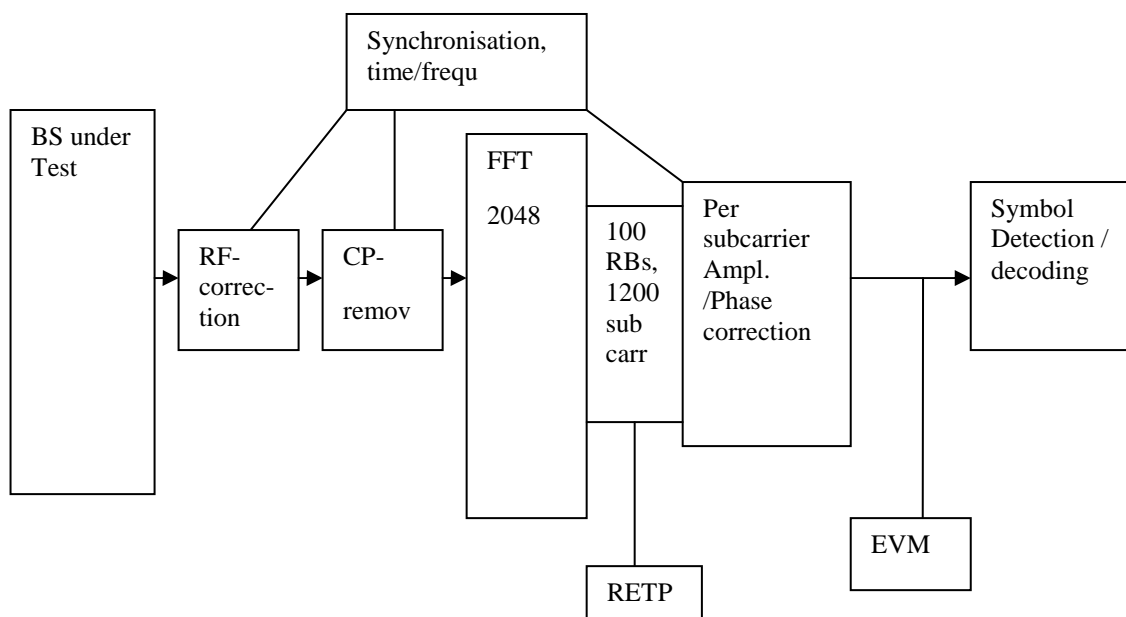 Synchronisation,
time/frequ
BS under
Test
RF-
correc-
tion
CP-
remov
FFT
2048
100
RBs,
1200
sub
carr
Per
subcarrier
Ampl.
/Phase
correction
Symbol
Detection /
decoding
RETP
EVM